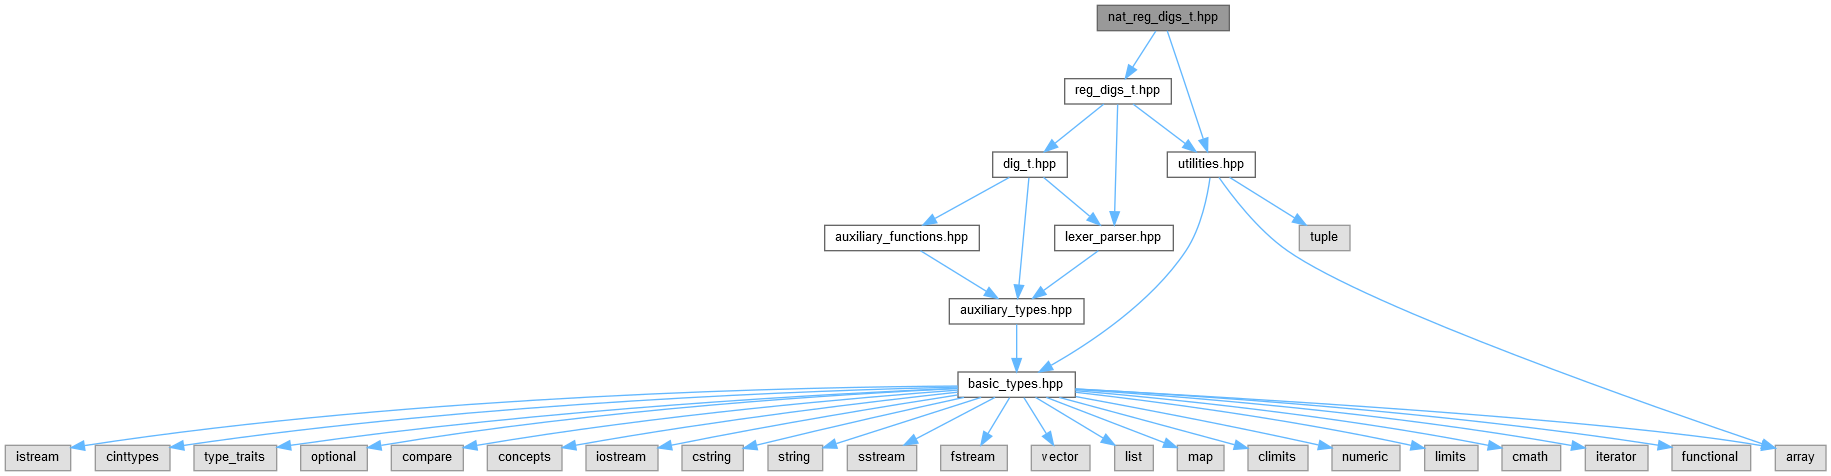 nat_reg_digs_t.hpp
reg_digs_t.hpp
dig_t.hpp
utilities.hpp
auxiliary_functions.hpp
lexer_parser.hpp
tuple
auxiliary_types.hpp
basic_types.hpp
istream
cinttypes
type_traits
optional
compare
concepts
iostream
cstring
string
sstream
fstream
vector
list
map
climits
numeric
limits
cmath
iterator
functional
array